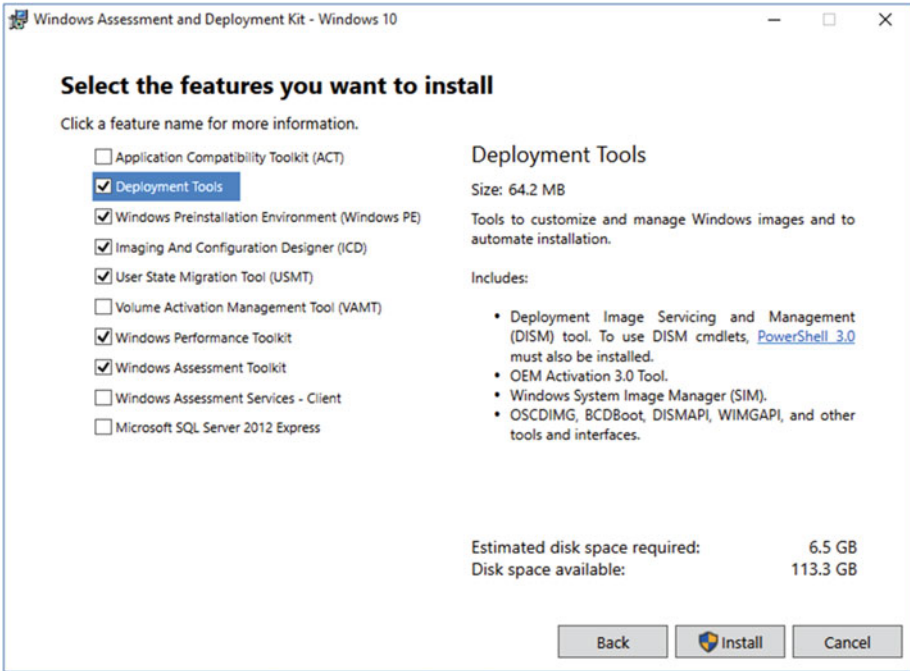 Windows Assessment and Deployment Kit - Windows 10
Select the features you want to install
Click a feature name for more information.
Application Compatibility Toolkit (ACT)
Deployment Tools
Windows Preinstallation Environment (Windows PE)
Imaging And Configuration Designer (ICD)
User State Migration Tool (USMT)
Volume Activation Management Tool (VAMT)
Windows Performance Toolkit
Windows Assessment Toolkit
Windows Assessment Services - Client
Microsoft SQL Server 2012 Express
Deployment Tools
Size: 64.2 MB
Tools to customize and manage Windows images and to
automate installation.
Includes:
• Deployment Image Servicing and Management
(DISM) tool. To use DISM cmdlets, PowerShell 3.0
must also be installed.
• OEM Activation 3.0 Tool.
• Windows System Image Manager (SIM).
• OSCDIMG, BCDBoot, DISMAPI, WIMGAPI, and other
tools and interfaces.
Estimated disk space required: 6.5 GB
Disk space available: 113.3 GB
Back Install Cancel